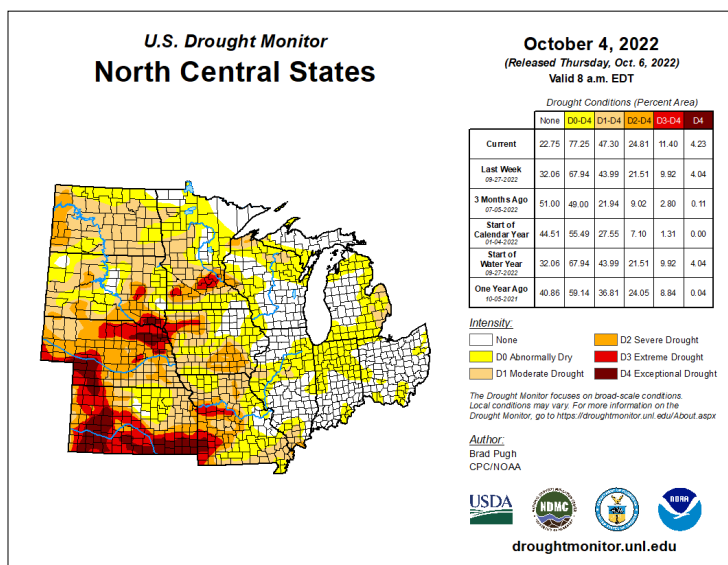 U.S. Drought Monitor
North Central States
October 4, 2022
(Released Thursday, Oct. 6, 2022)
Valid 8 a.m. EDT
Drought Conditions (Percent Area)
None D0-D4 D1-D4 D2-D4 D3-D4 D4
Current 22.75 77.25 47.30 24.81 11.40 4.23
Last Week 32.06 67.94 43.99 21.51 9.92 4.04
09-27-2022
3 Months Ago 51.00 49.00 21.94 9.02 2.80 0.11
07-05-2022
Start of
Calendar Year 44.51 55.49 27.55 7.10 1.31 0.00
01-04-2022
Start of
Water Year 32.06 67.94 43.99 21.51 9.92 4.04
09-27-2022
One Year Ago 40.86 59.14 36.81 24.05 8.84 0.04
10-05-2021
Intensity:
None
D0 Abnormally Dry
D1 Moderate Drought
D2 Severe Drought
D3 Extreme Drought
D4 Exceptional Drought
The Drought Monitor focuses on broad-scale conditions.
Local conditions may vary. For more information on the
Drought Monitor, go to https://droughtmonitor.unl.edu/About.aspx
Author:
Brad Pugh
CPC/NOAA
USDA
NDMC
NOAA
droughtmonitor.unl.edu